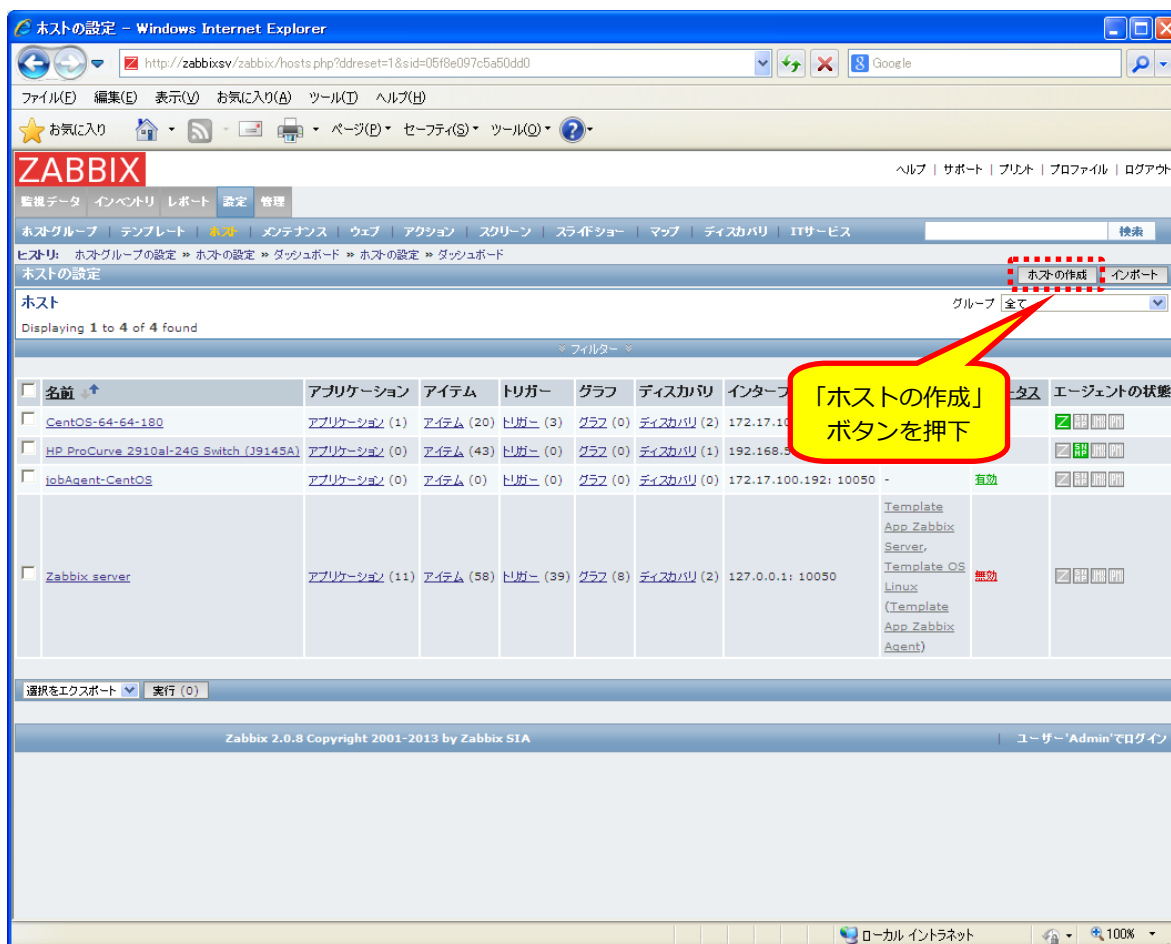 ホストの設定 - Windows Internet Explorer
http://zabbixsv/zabbix/hosts.php?ddreset=1&sid=05f8e097c5a50dd0
Google
ファイル(F) 編集(E) 表示(V) お気に入り(A) ツール(T) ヘルプ(H)
お気に入り ページ(P) セーフティ(S) ツール(O)
ZABBIX
ヘルプ | サポート | プリント | プロファイル | ログアウト
監視データ インベントリ レポート 設定 管理
ホストグループ | テンプレート | ホスト | メンテナンス | ウェブ | アクション | スクリーン | スライドショー | マップ | ディスカバリ | ITサービス 検索
ヒストリ: ホストグループの設定 » ホストの設定 » ダッシュボード » ホストの設定 » ダッシュボード
ホストの設定 ホストの作成 インポート
ホスト グループ 全て
Displaying 1 to 4 of 4 found
フィルター
「ホストの作成」
ボタンを押下
名前 アプリケーション アイテム トリガー グラフ ディスカバリ インターフ ータス エージェントの状態
CentOS-64-64-180 アプリケーション (1) アイテム (20) トリガー (3) グラフ (0) ディスカバリ (2) 172.17.10
HP ProCurve 2910al-24G Switch (J9145A) アプリケーション (0) アイテム (43) トリガー (0) グラフ (0) ディスカバリ (1) 192.168.5
jobAgent-CentOS アプリケーション (0) アイテム (0) トリガー (0) グラフ (0) ディスカバリ (0) 172.17.100.192: 10050 - 有効
Zabbix server アプリケーション (11) アイテム (58) トリガー (39) グラフ (8) ディスカバリ (2) 127.0.0.1: 10050
Template
App Zabbix
Server,
Template OS
Linux
(Template
App Zabbix
Agent)
無効
選択をエクスポート 実行 (0)
Zabbix 2.0.8 Copyright 2001-2013 by Zabbix SIA | ユーザー'Admin'でログイン
ローカル イントラネット 100%